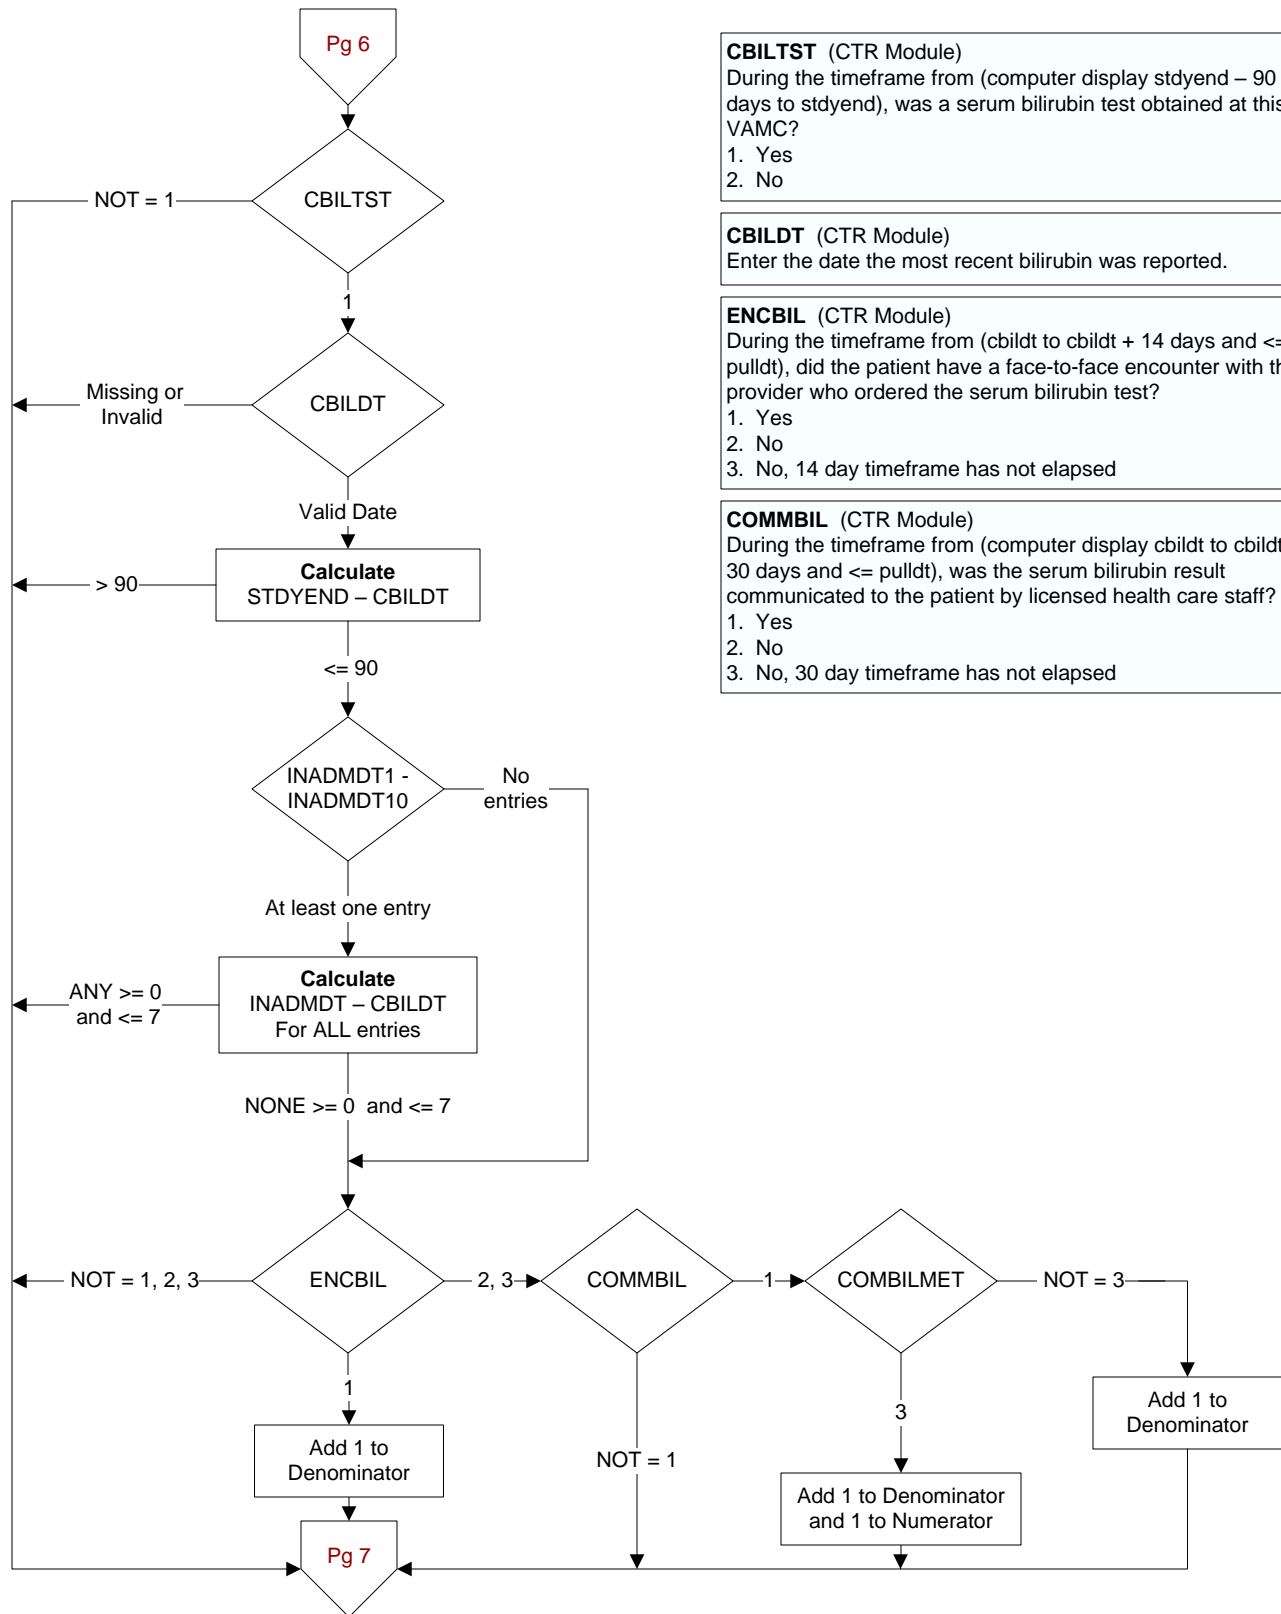 Pg 6
CBILTST (CTR Module)
During the timeframe from (computer display stdyend – 90
days to stdyend), was a serum bilirubin test obtained at this
VAMC?
1. Yes
2. No
CBILDT (CTR Module)
Enter the date the most recent bilirubin was reported.
ENCBIL (CTR Module)
During the timeframe from (cbildt to cbildt + 14 days and <=
pulldt), did the patient have a face-to-face encounter with
provider who ordered the serum bilirubin test?
1. Yes
2. No
3. No, 14 day timeframe has not elapsed
COMMBIL (CTR Module)
During the timeframe from (computer display cbildt to cbildt
30 days and <= pulldt), was the serum bilirubin result
communicated to the patient by licensed health care staff?
1. Yes
2. No
3. No, 30 day timeframe has not elapsed
NOT = 1
CBILTST
1
Missing or
Invalid
CBILDT
Valid Date
> 90
Calculate
STDYEND – CBILDT
<= 90
INADMDT1 -
INADMDT10
No
entries
At least one entry
ANY >= 0
and <= 7
Calculate
INADMDT – CBILDT
For ALL entries
NONE >= 0 and <= 7
NOT = 1, 2, 3
ENCBIL
2, 3
COMMBIL
1
COMBILMET
NOT = 3
1
3
Add 1 to
Denominator
Add 1 to
Denominator
NOT = 1
Add 1 to Denominator
and 1 to Numerator
Pg 7